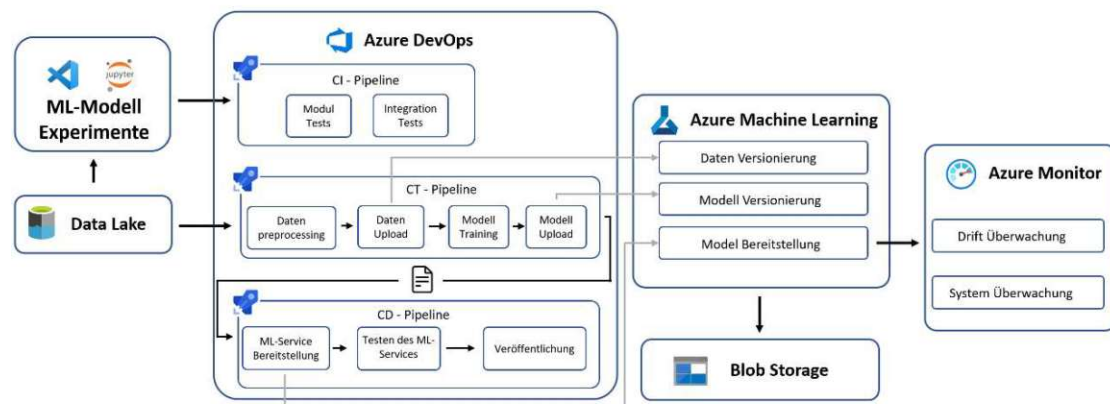 jupyter
ML-Modell
Experimente
Data Lake
Azure DevOps
CI - Pipeline
Modul
Tests
Integration
Tests
CT - Pipeline
Daten
preprocessing
Daten
Upload
Modell
Training
Modell
Upload
CD - Pipeline
ML-Service
Bereitstellung
Testen des ML-
Services
Veröffentlichung
Azure Machine Learning
Daten Versionierung
Modell Versionierung
Model Bereitstellung
Blob Storage
Azure Monitor
Drift Überwachung
System Überwachung